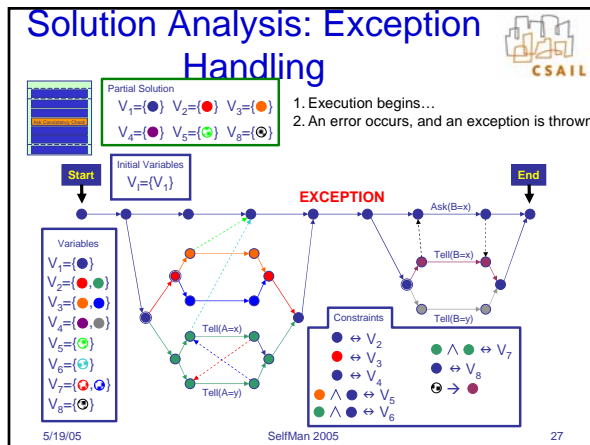 Solution Analysis: Exception
Handling
CSAIL
Ask Consistency Check
Partial Solution
V1={ } V2={ } V3={ }
V4={ } V5={ } V8={ }
1. Execution begins…
2. An error occurs, and an exception is thrown
Initial Variables
VI={V1}
Start
EXCEPTION
End
Ask(B=x)
Tell(B=x)
Tell(B=y)
Tell(A=x)
Tell(A=y)
Variables
V1={ }
V2={ , }
V3={ , }
V4={ , }
V5={ }
V6={ }
V7={ , }
V8={ }
Constraints
↔ V2
↔ V3
↔ V4
∧ ↔ V5
∧ ↔ V6
∧ ↔ V7
↔ V8
→
5/19/05
SelfMan 2005
27